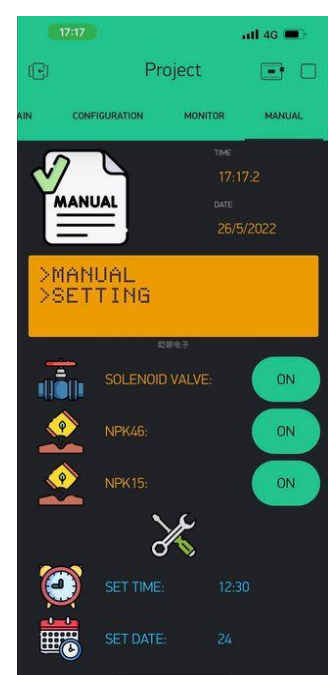 17:17
4G
Project
AIN CONFIGURATION MONITOR MANUAL
TIME
17:17:2
DATE
26/5/2022
MANUAL
>MANUAL
>SETTING
SOLENOID VALVE: ON
NPK46: ON
NPK15: ON
SET TIME: 12:30
SET DATE: 24